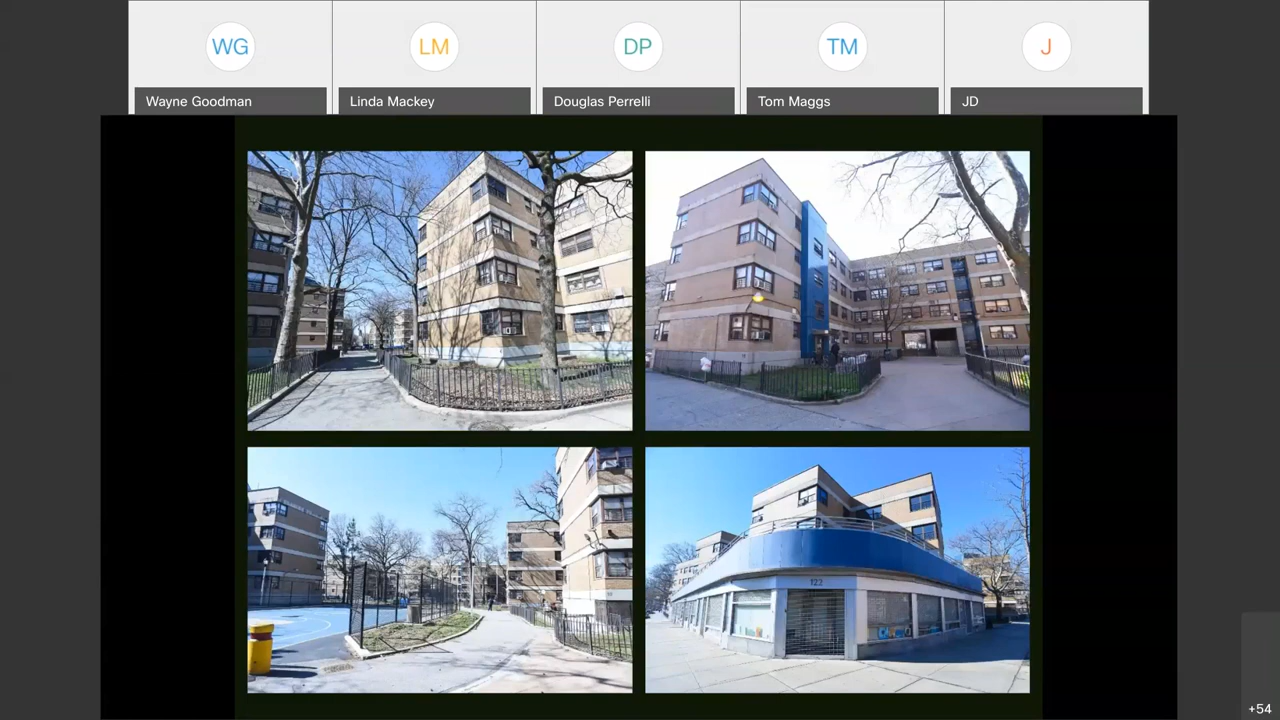 WG
LM
DP
TM
J
Wayne Goodman
Linda Mackey
Douglas Perrelli
Tom Maggs
JD
122
+54